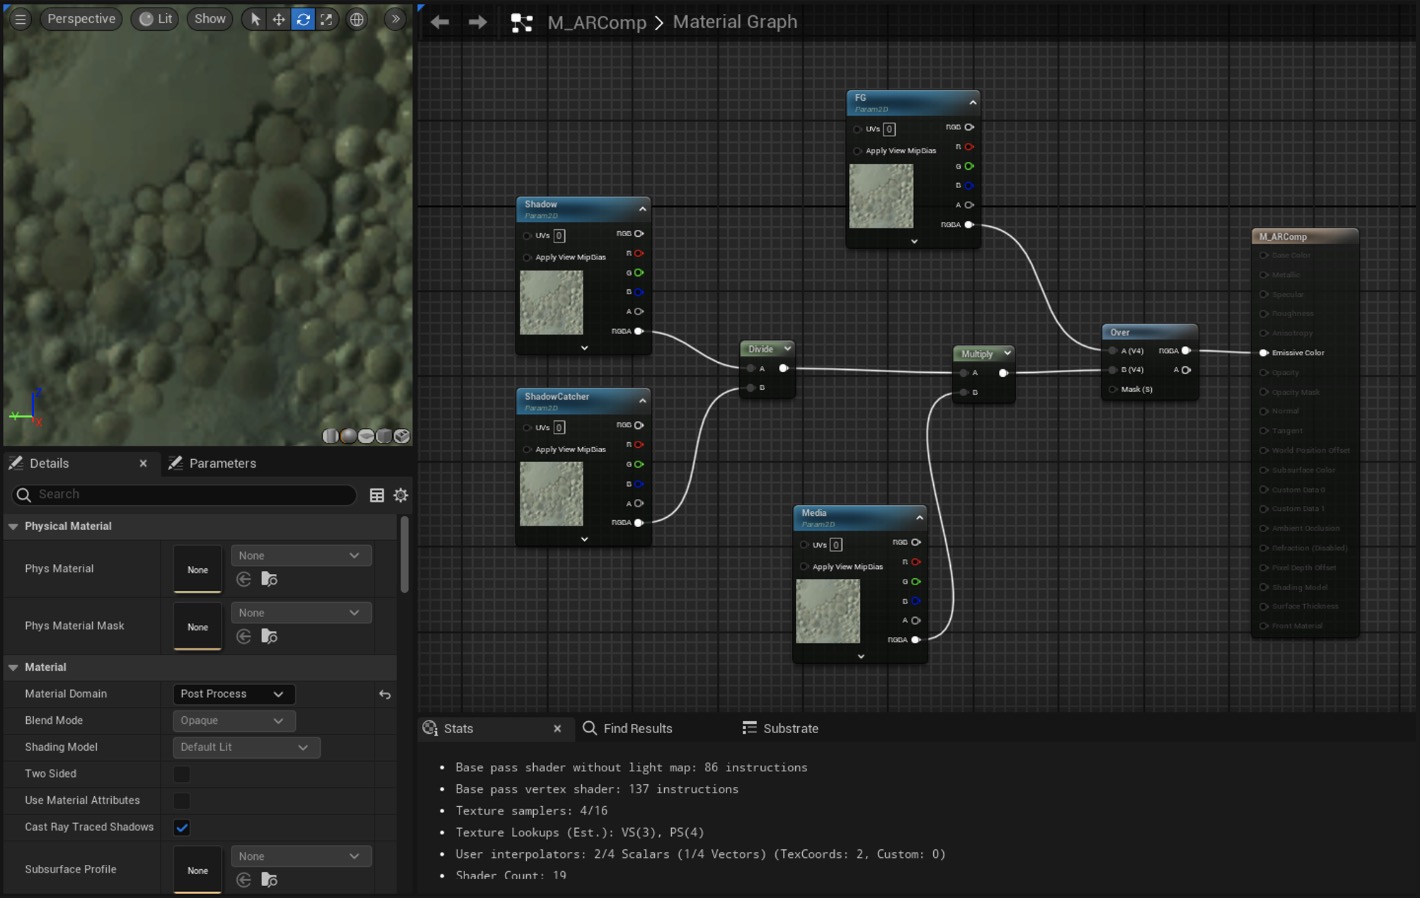 Perspective
Lit
Show
M_ARComp > Material Graph
FG
Param2D
UVs 0
RGB
Apply View MipBias
R
G
B
A
RGBA
Shadow
Param2D
UVs 0
RGB
Apply View MipBias
R
G
B
A
RGBA
ShadowCatcher
Param2D
UVs 0
RGB
Apply View MipBias
R
G
B
A
RGBA
Divide
A
B
Multiply
A
B
Media
Param2D
UVs 0
RGB
Apply View MipBias
R
G
B
A
RGBA
Over
A (V4) RGBA
B (V4) A
Mask (S)
M_ARComp
Base Color
Metallic
Specular
Roughness
Anisotropy
Emissive Color
Opacity
Opacity Mask
Normal
Tangent
World Position Offset
Subsurface Color
Custom Data 0
Custom Data 1
Ambient Occlusion
Refraction (Disabled)
Pixel Depth Offset
Shading Model
Surface Thickness
Front Material
Details
Parameters
Search
Physical Material
Phys Material
None
None
Phys Material Mask
None
None
Material
Material Domain
Post Process
Blend Mode
Opaque
Shading Model
Default Lit
Two Sided
Use Material Attributes
Cast Ray Traced Shadows
Subsurface Profile
None
None
Stats
Find Results
Substrate
• Base pass shader without light map: 86 instructions
• Base pass vertex shader: 137 instructions
• Texture samplers: 4/16
• Texture Lookups (Est.): VS(3), PS(4)
• User interpolators: 2/4 Scalars (1/4 Vectors) (TexCoords: 2, Custom: 0)
• Shader Count: 19